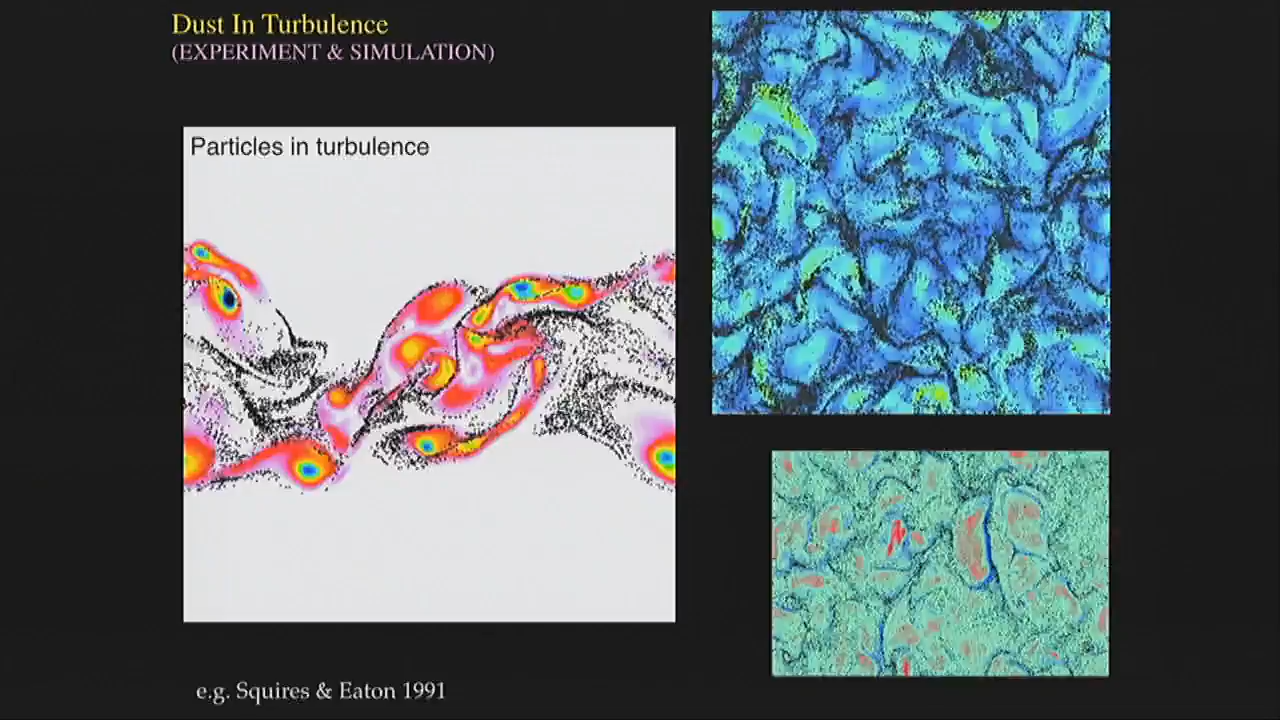 Dust In Turbulence
(EXPERIMENT & SIMULATION)
Particles in turbulence
e.g. Squires & Eaton 1991